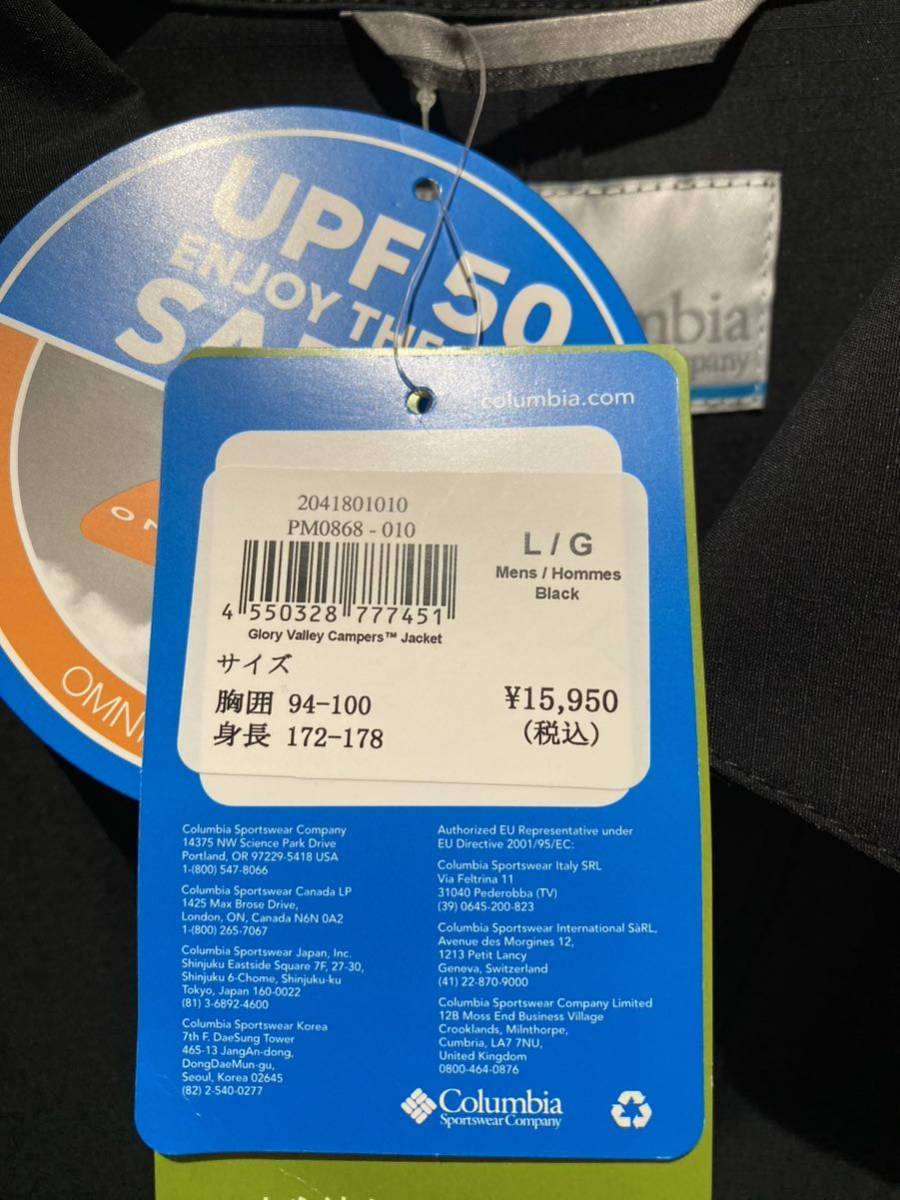 UPF 50
ENJOY THE
columbia.com
2041801010
PM0868-010
L / G
Mens / Hommes
Black
4 550328 777451
Glory Valley Campers™ Jacket
サイズ
胸囲 94-100
身長 172-178
¥15,950
(税込)
Columbia Sportswear Company
14375 NW Science Park Drive
Portland, OR 97229-5418 USA
1-(800) 547-8066
Columbia Sportswear Canada LP
1425 Max Brose Drive,
London, ON, Canada N6N 0A2
1-(800) 265-7067
Columbia Sportswear Japan, Inc.
Shinjuku Eastside Square 7F, 27-30,
Shinjuku 6-Chome, Shinjuku-ku
Tokyo, Japan 160-0022
(81) 3-6892-4600
Columbia Sportswear Korea
7th F. DaeSung Tower
465-13 JangAn-dong,
DongDaeMun-gu,
Seoul, Korea 02645
(82) 2-540-0277
Authorized EU Representative under
EU Directive 2001/95/EC:
Columbia Sportswear Italy SRL
Via Feltrina 11
31040 Pederobba (TV)
(39) 0645-200-823
Columbia Sportswear International SàRL,
Avenue des Morgines 12,
1213 Petit Lancy
Geneva, Switzerland
(41) 22-870-9000
Columbia Sportswear Company Limited
12B Moss End Business Village
Crooklands, Milnthorpe,
Cumbria, LA7 7NU,
United Kingdom
0800-464-0876
Columbia
Sportswear Company